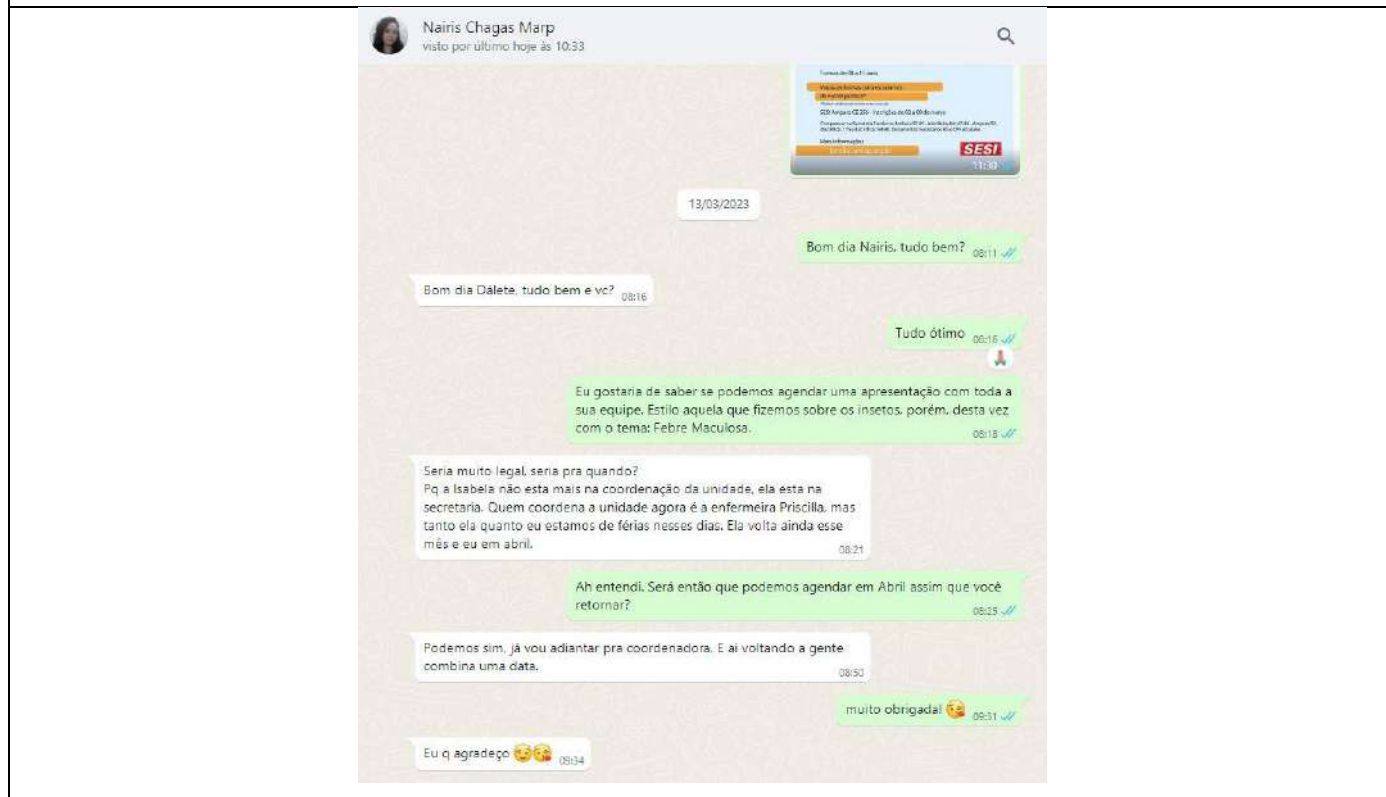 Nairis Chagas Marp
visto por último hoje às 10:33
SESI
11:30
13/03/2023
Bom dia Nairis, tudo bem? 08:11
Bom dia Dálete, tudo bem e vc? 08:16
Tudo ótimo 08:16
Eu gostaria de saber se podemos agendar uma apresentação com toda a
sua equipe. Estilo aquela que fizemos sobre os insetos, porém, desta vez
com o tema: Febre Maculosa.
08:18
Seria muito legal, seria pra quando?
Pq a Isabela não esta mais na coordenação da unidade, ela esta na
secretaria. Quem coordena a unidade agora é a enfermeira Priscilla, mas
tanto ela quanto eu estamos de férias nesses dias. Ela volta ainda esse
mês e eu em abril.
08:21
Ah entendi. Será então que podemos agendar em Abril assim que você
retornar?
08:25
Podemos sim, já vou adiantar pra coordenadora. E ai voltando a gente
combina uma data.
08:50
muito obrigada! 😘 09:31
Eu q agradeço 😉😘 09:34